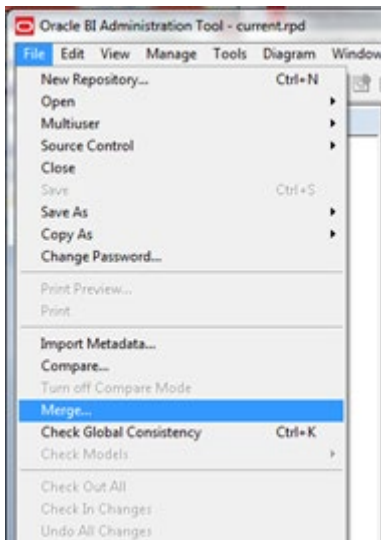 Oracle BI Administration Tool - current.rpd
File Edit View Manage Tools Diagram Window
New Repository... Ctrl+N
Open
Multiuser
Source Control
Close
Save Ctrl+S
Save As
Copy As
Change Password...
Print Preview...
Print
Import Metadata...
Compare...
Turn off Compare Mode
Merge...
Check Global Consistency Ctrl+K
Check Models
Check Out All
Check In Changes
Undo All Changes